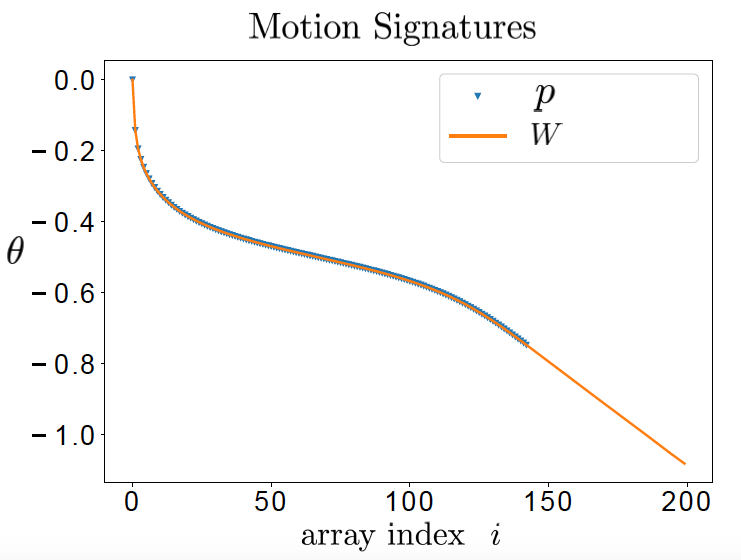 Motion Signatures
p
W
0.0
− 0.2
− 0.4
− 0.6
− 0.8
− 1.0
θ
0 50 100 150 200
array index i